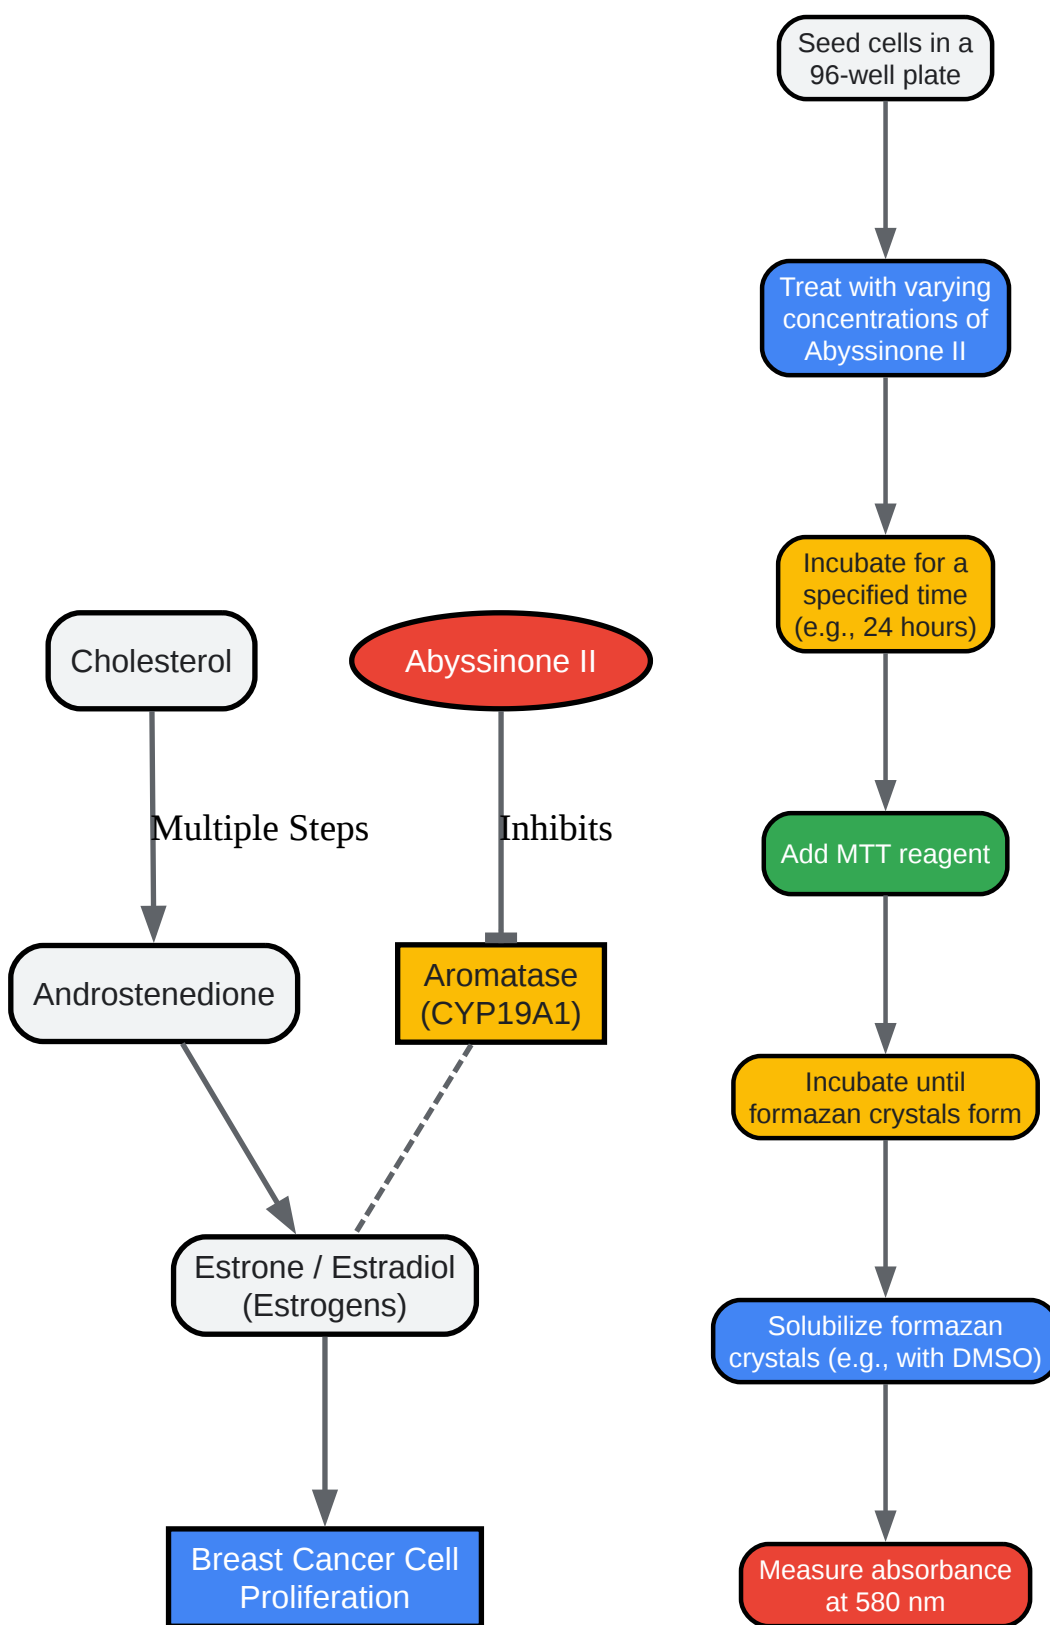 Cholesterol
Abyssinone II
Multiple Steps
Inhibits
Androstenedione
Aromatase
(CYP19A1)
Estrone / Estradiol
(Estrogens)
Breast Cancer Cell
Proliferation
Seed cells in a
96-well plate
Treat with varying
concentrations of
Abyssinone II
Incubate for a
specified time
(e.g., 24 hours)
Add MTT reagent
Incubate until
formazan crystals form
Solubilize formazan
crystals (e.g., with DMSO)
Measure absorbance
at 580 nm